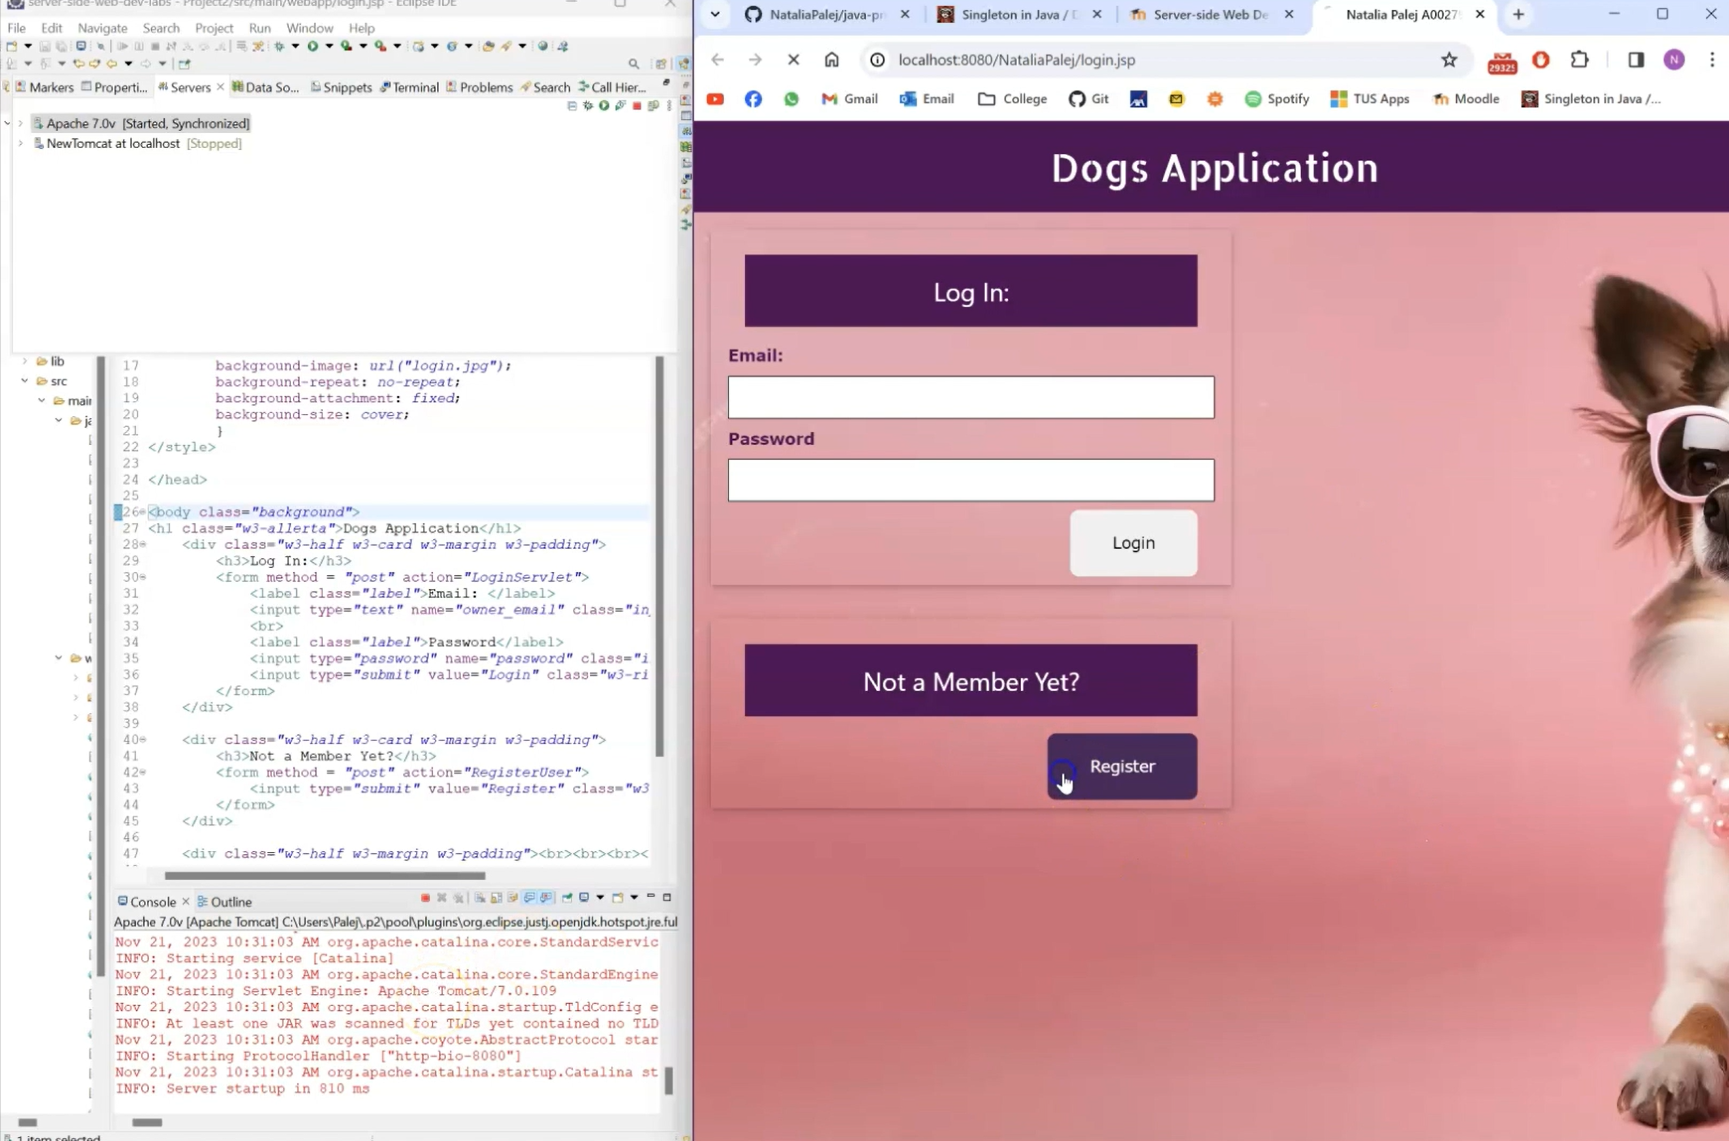 server-side-web-dev-labs - Project2/src/main/webapp/login.jsp - Eclipse IDE
File Edit Navigate Search Project Run Window Help
Markers Properti... Servers Data So... Snippets Terminal Problems Search Call Hier...
Apache 7.0v [Started, Synchronized]
NewTomcat at localhost [Stopped]
lib
src
main
ja
w
17 background-image: url("login.jpg");
18 background-repeat: no-repeat;
19 background-attachment: fixed;
20 background-size: cover;
21 }
22 </style>
23
24 </head>
25
26 <body class="background">
27 <h1 class="w3-allerta">Dogs Application</h1>
28 <div class="w3-half w3-card w3-margin w3-padding">
29 <h3>Log In:</h3>
30 <form method = "post" action="LoginServlet">
31 <label class="label">Email: </label>
32 <input type="text" name="owner_email" class="in
33 <br>
34 <label class="label">Password</label>
35 <input type="password" name="password" class="i
36 <input type="submit" value="Login" class="w3-ri
37 </form>
38 </div>
39
40 <div class="w3-half w3-card w3-margin w3-padding">
41 <h3>Not a Member Yet?</h3>
42 <form method = "post" action="RegisterUser">
43 <input type="submit" value="Register" class="w3
44 </form>
45 </div>
46
47 <div class="w3-half w3-margin w3-padding"><br><br><br><
Console Outline
Apache 7.0v [Apache Tomcat] C:\Users\Palej\.p2\pool\plugins\org.eclipse.justj.openjdk.hotspot.jre.ful
Nov 21, 2023 10:31:03 AM org.apache.catalina.core.StandardServic
INFO: Starting service [Catalina]
Nov 21, 2023 10:31:03 AM org.apache.catalina.core.StandardEngine
INFO: Starting Servlet Engine: Apache Tomcat/7.0.109
Nov 21, 2023 10:31:03 AM org.apache.catalina.startup.TldConfig e
INFO: At least one JAR was scanned for TLDs yet contained no TLD
Nov 21, 2023 10:31:03 AM org.apache.coyote.AbstractProtocol star
INFO: Starting ProtocolHandler ["http-bio-8080"]
Nov 21, 2023 10:31:03 AM org.apache.catalina.startup.Catalina st
INFO: Server startup in 810 ms
1 item selected
NataliaPalej/java-pr Singleton in Java / D Server-side Web De Natalia Palej A0027
localhost:8080/NataliaPalej/login.jsp
29325
N
Gmail Email College Git AXA Spotify TUS Apps Moodle Singleton in Java /...
Dogs Application
Log In:
Email:
Password
Login
Not a Member Yet?
Register